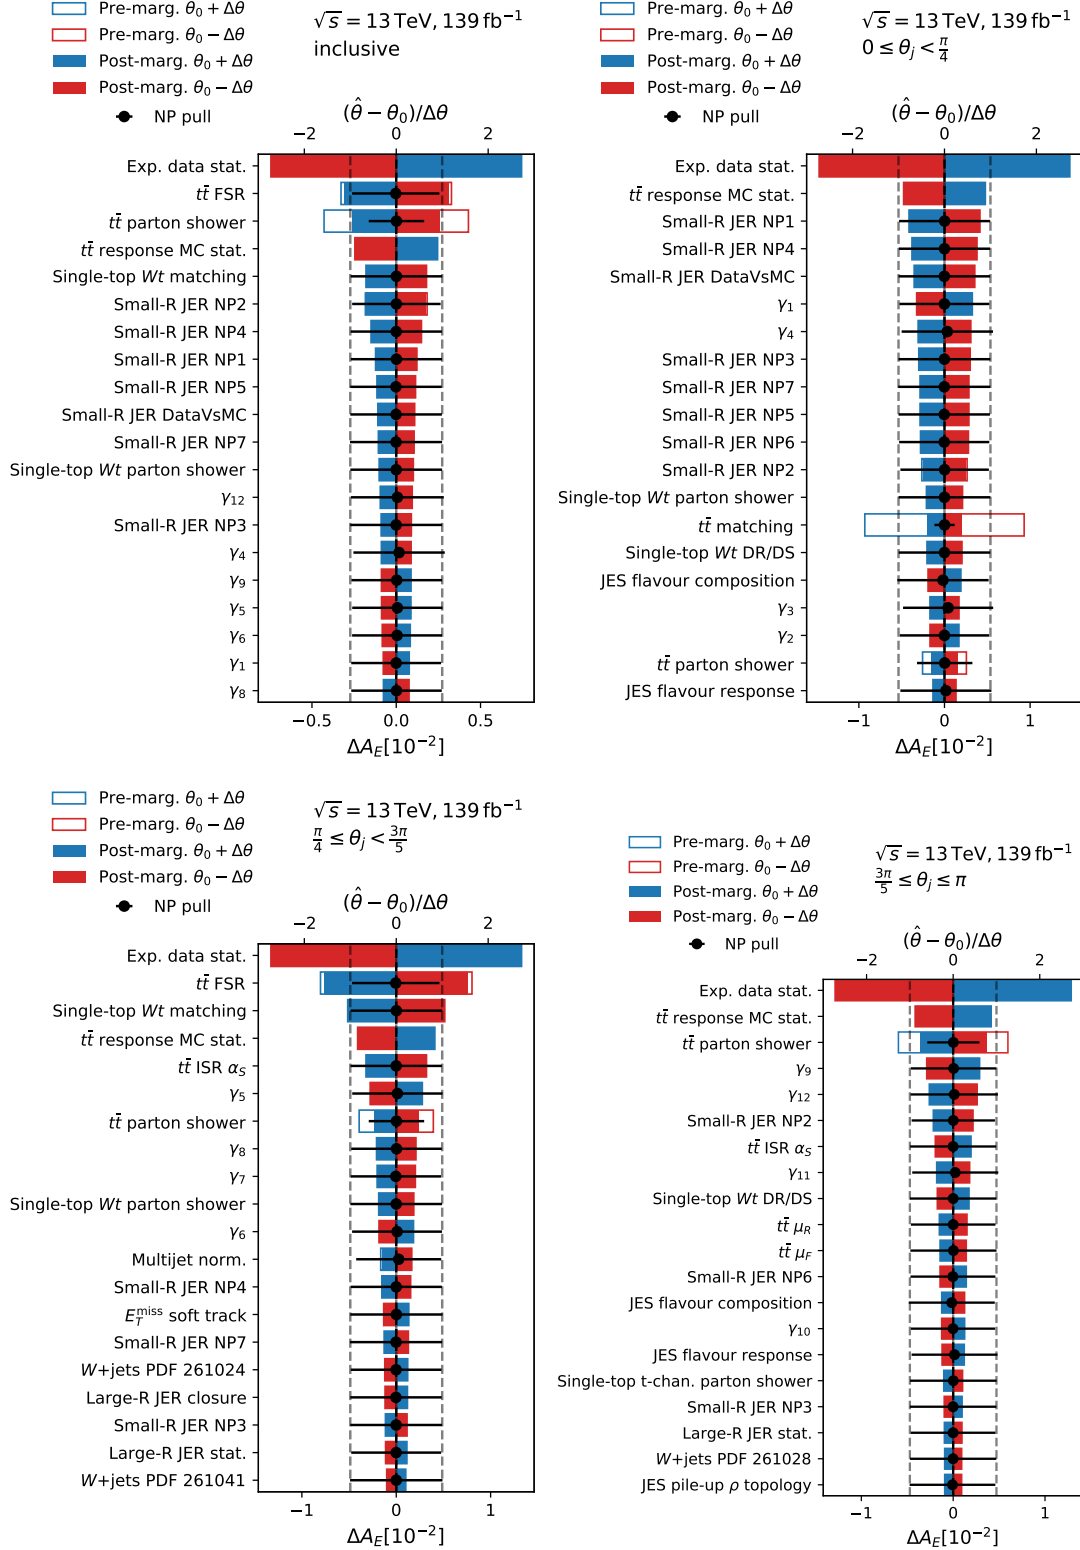 Pre-marg. θ₀ + Δθ
Pre-marg. θ₀ − Δθ
Post-marg. θ₀ + Δθ
Post-marg. θ₀ − Δθ
NP pull
√s = 13 TeV, 139 fb⁻¹
inclusive
(θ̂ − θ₀)/Δθ
−2 0 2
Exp. data stat.
tt̄ FSR
tt̄ parton shower
tt̄ response MC stat.
Single-top Wt matching
Small-R JER NP2
Small-R JER NP4
Small-R JER NP1
Small-R JER NP5
Small-R JER DataVsMC
Small-R JER NP7
Single-top Wt parton shower
γ₁₂
Small-R JER NP3
γ₄
γ₉
γ₅
γ₆
γ₁
γ₈
−0.5 0.0 0.5
ΔA_E[10⁻²]
Pre-marg. θ₀ + Δθ
Pre-marg. θ₀ − Δθ
Post-marg. θ₀ + Δθ
Post-marg. θ₀ − Δθ
NP pull
√s = 13 TeV, 139 fb⁻¹
0 ≤ θ_j < π/4
(θ̂ − θ₀)/Δθ
−2 0 2
Exp. data stat.
tt̄ response MC stat.
Small-R JER NP1
Small-R JER NP4
Small-R JER DataVsMC
γ₁
γ₄
Small-R JER NP3
Small-R JER NP7
Small-R JER NP5
Small-R JER NP6
Small-R JER NP2
Single-top Wt parton shower
tt̄ matching
Single-top Wt DR/DS
JES flavour composition
γ₃
γ₂
tt̄ parton shower
JES flavour response
−1 0 1
ΔA_E[10⁻²]
Pre-marg. θ₀ + Δθ
Pre-marg. θ₀ − Δθ
Post-marg. θ₀ + Δθ
Post-marg. θ₀ − Δθ
NP pull
√s = 13 TeV, 139 fb⁻¹
π/4 ≤ θ_j < 3π/5
(θ̂ − θ₀)/Δθ
−2 0 2
Exp. data stat.
tt̄ FSR
Single-top Wt matching
tt̄ response MC stat.
tt̄ ISR α_S
γ₅
tt̄ parton shower
γ₈
γ₇
Single-top Wt parton shower
γ₆
Multijet norm.
Small-R JER NP4
E_T^miss soft track
Small-R JER NP7
W+jets PDF 261024
Large-R JER closure
Small-R JER NP3
Large-R JER stat.
W+jets PDF 261041
−1 0 1
ΔA_E[10⁻²]
Pre-marg. θ₀ + Δθ
Pre-marg. θ₀ − Δθ
Post-marg. θ₀ + Δθ
Post-marg. θ₀ − Δθ
NP pull
√s = 13 TeV, 139 fb⁻¹
3π/5 ≤ θ_j ≤ π
(θ̂ − θ₀)/Δθ
−2 0 2
Exp. data stat.
tt̄ response MC stat.
tt̄ parton shower
γ₉
γ₁₂
Small-R JER NP2
tt̄ ISR α_S
γ₁₁
Single-top Wt DR/DS
tt̄ μ_R
tt̄ μ_F
Small-R JER NP6
JES flavour composition
γ₁₀
JES flavour response
Single-top t-chan. parton shower
Small-R JER NP3
Large-R JER stat.
W+jets PDF 261028
JES pile-up ρ topology
−1 0 1
ΔA_E[10⁻²]